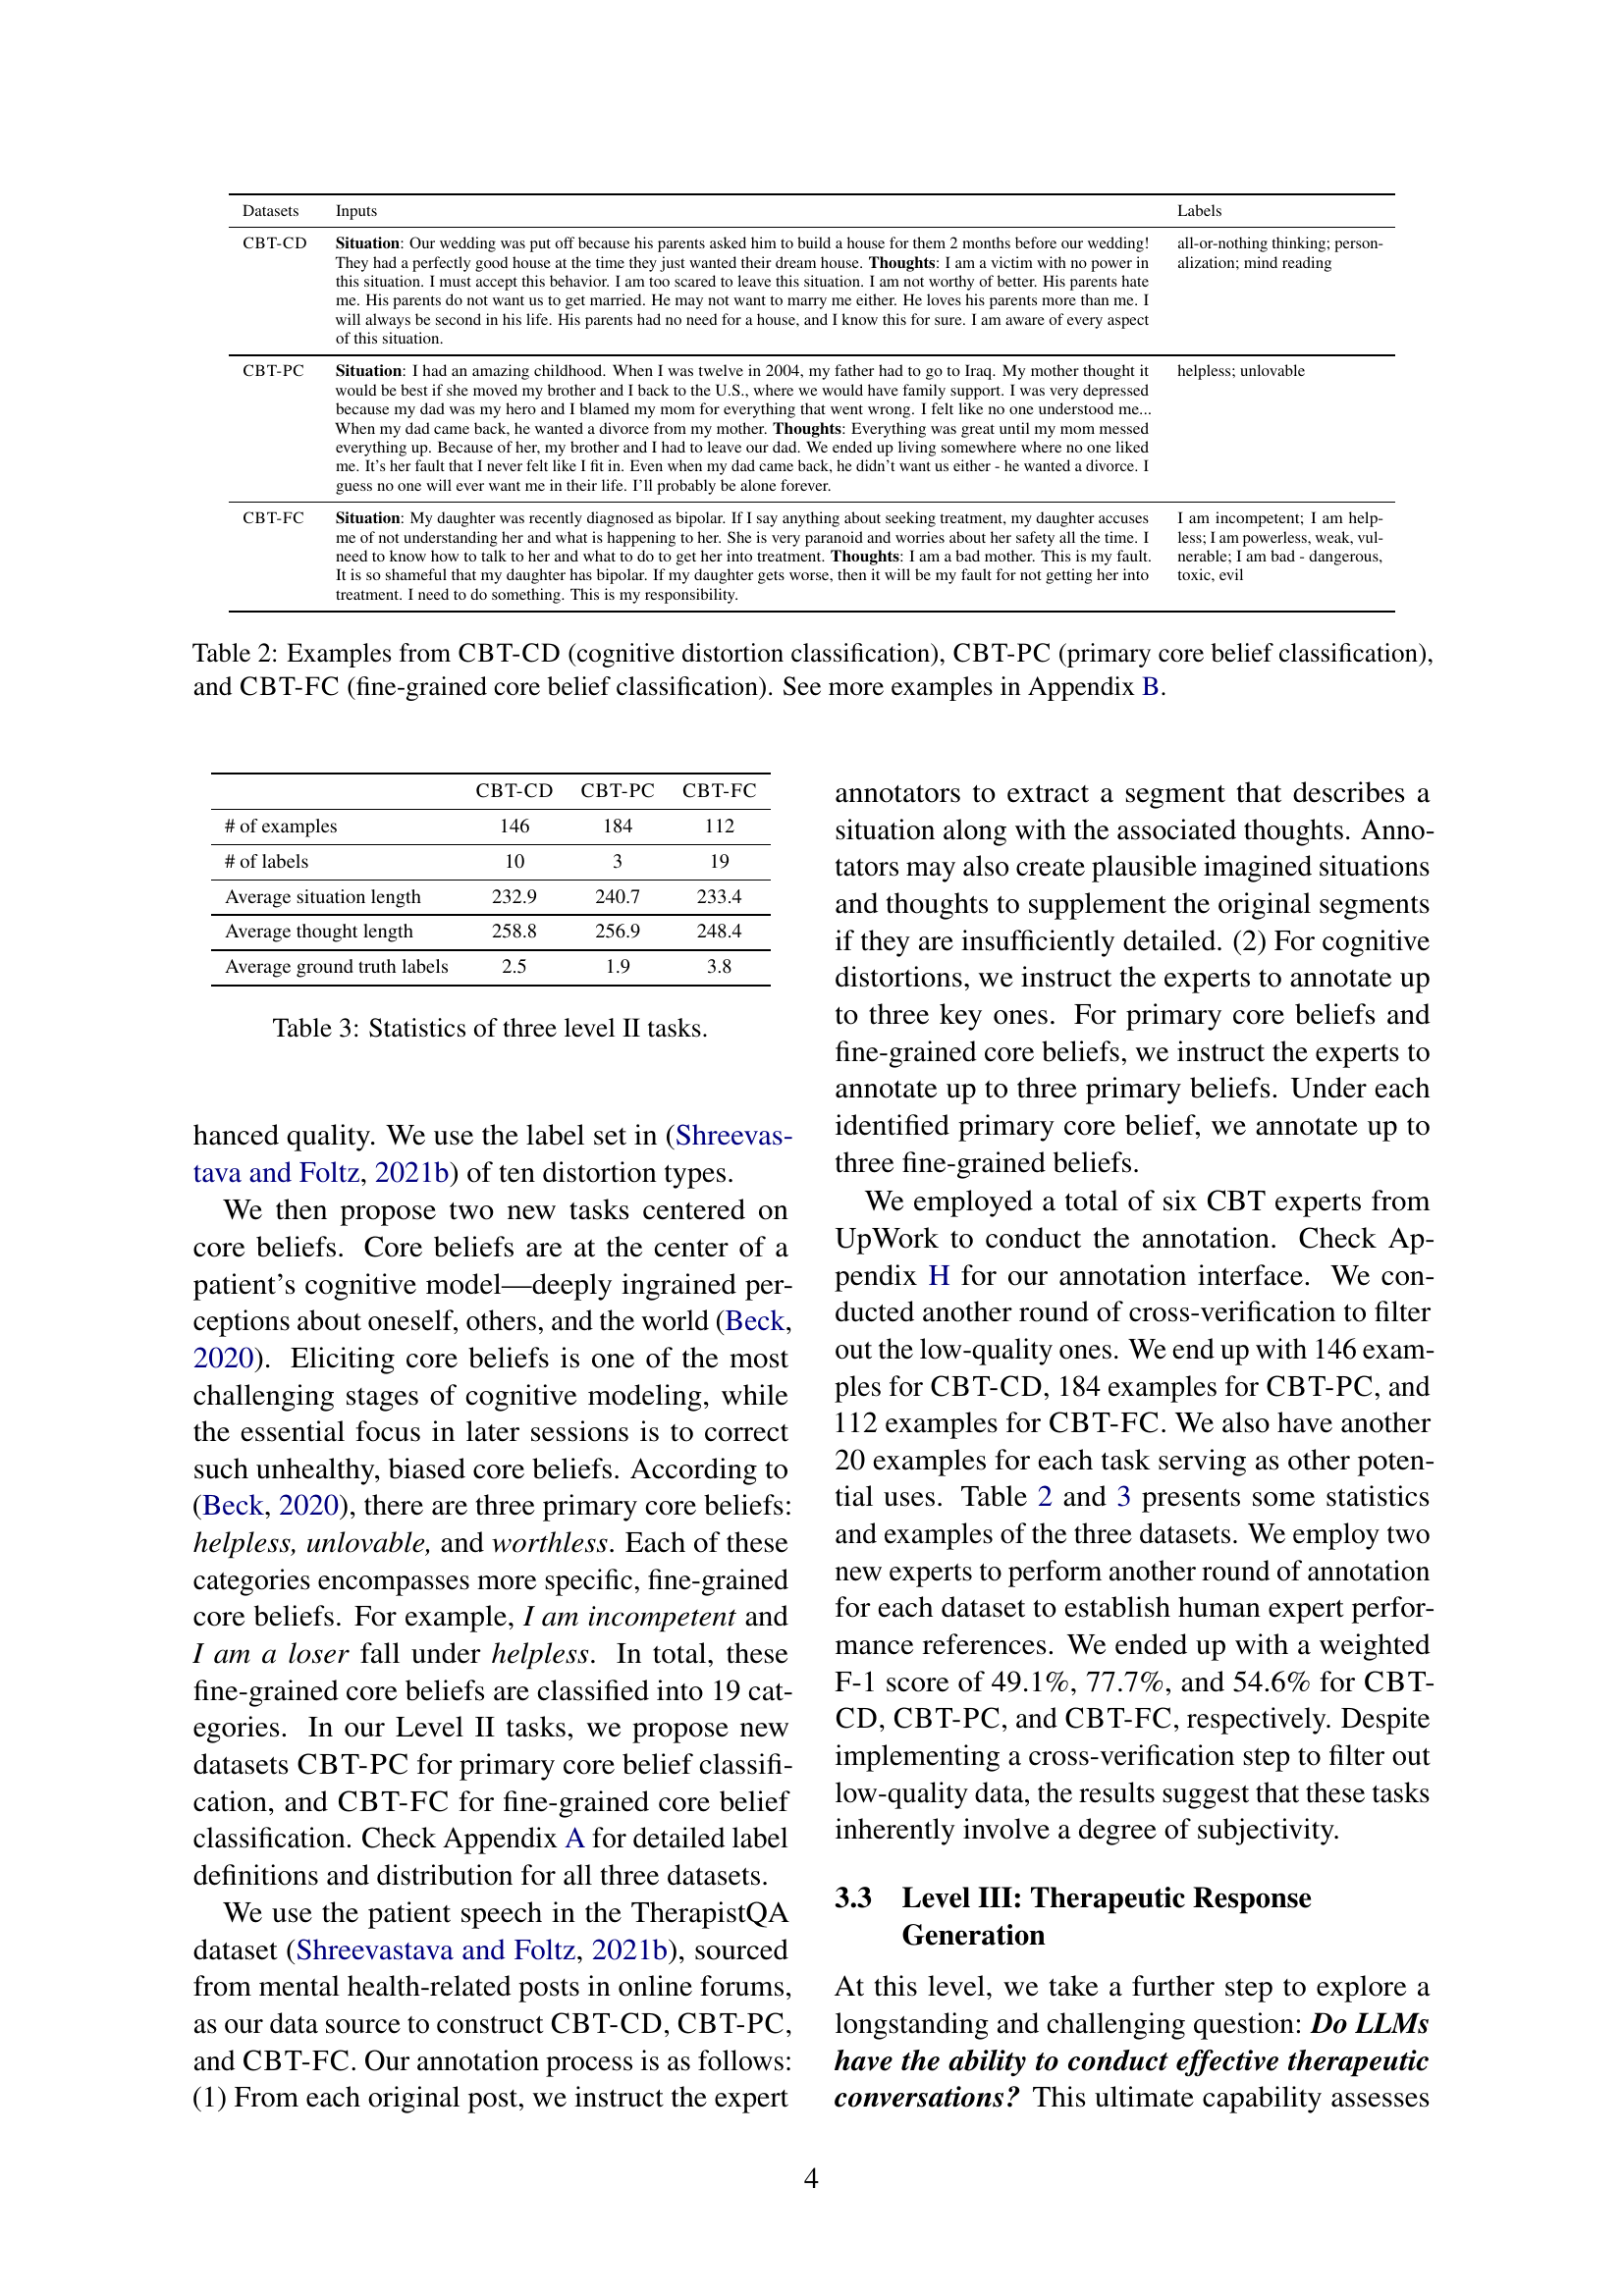 Datasets Inputs Labels
CBT-CD Situation: Our wedding was put off because his parents asked him to build a house for them 2 months before our wedding! all-or-nothing thinking; person-
They had a perfectly good house at the time they just wanted their dream house. Thoughts: I am a victim with no power in alization; mind reading
this situation. I must accept this behavior. I am too scared to leave this situation. I am not worthy of better. His parents hate
me. His parents do not want us to get married. He may not want to marry me either. He loves his parents more than me. I
will always be second in his life. His parents had no need for a house, and I know this for sure. I am aware of every aspect
of this situation.
CBT-PC Situation: I had an amazing childhood. When I was twelve in 2004, my father had to go to Iraq. My mother thought it helpless; unlovable
would be best if she moved my brother and I back to the U.S., where we would have family support. I was very depressed
because my dad was my hero and I blamed my mom for everything that went wrong. I felt like no one understood me...
When my dad came back, he wanted a divorce from my mother. Thoughts: Everything was great until my mom messed
everything up. Because of her, my brother and I had to leave our dad. We ended up living somewhere where no one liked
me. It's her fault that I never felt like I fit in. Even when my dad came back, he didn't want us either - he wanted a divorce. I
guess no one will ever want me in their life. I'll probably be alone forever.
CBT-FC Situation: My daughter was recently diagnosed as bipolar. If I say anything about seeking treatment, my daughter accuses I am incompetent; I am help-
me of not understanding her and what is happening to her. She is very paranoid and worries about her safety all the time. I less; I am powerless, weak, vul-
need to know how to talk to her and what to do to get her into treatment. Thoughts: I am a bad mother. This is my fault. nerable; I am bad - dangerous,
It is so shameful that my daughter has bipolar. If my daughter gets worse, then it will be my fault for not getting her into toxic, evil
treatment. I need to do something. This is my responsibility.
Table 2: Examples from CBT-CD (cognitive distortion classification), CBT-PC (primary core belief classification),
and CBT-FC (fine-grained core belief classification). See more examples in Appendix B.
CBT-CD CBT-PC CBT-FC
# of examples 146 184 112
# of labels 10 3 19
Average situation length 232.9 240.7 233.4
Average thought length 258.8 256.9 248.4
Average ground truth labels 2.5 1.9 3.8
Table 3: Statistics of three level II tasks.
hanced quality. We use the label set in (Shreevas-
tava and Foltz, 2021b) of ten distortion types.
We then propose two new tasks centered on
core beliefs. Core beliefs are at the center of a
patient's cognitive model—deeply ingrained per-
ceptions about oneself, others, and the world (Beck,
2020). Eliciting core beliefs is one of the most
challenging stages of cognitive modeling, while
the essential focus in later sessions is to correct
such unhealthy, biased core beliefs. According to
(Beck, 2020), there are three primary core beliefs:
helpless, unlovable, and worthless. Each of these
categories encompasses more specific, fine-grained
core beliefs. For example, I am incompetent and
I am a loser fall under helpless. In total, these
fine-grained core beliefs are classified into 19 cat-
egories. In our Level II tasks, we propose new
datasets CBT-PC for primary core belief classifi-
cation, and CBT-FC for fine-grained core belief
classification. Check Appendix A for detailed label
definitions and distribution for all three datasets.
We use the patient speech in the TherapistQA
dataset (Shreevastava and Foltz, 2021b), sourced
from mental health-related posts in online forums,
as our data source to construct CBT-CD, CBT-PC,
and CBT-FC. Our annotation process is as follows:
(1) From each original post, we instruct the expert
annotators to extract a segment that describes a
situation along with the associated thoughts. Anno-
tators may also create plausible imagined situations
and thoughts to supplement the original segments
if they are insufficiently detailed. (2) For cognitive
distortions, we instruct the experts to annotate up
to three key ones. For primary core beliefs and
fine-grained core beliefs, we instruct the experts to
annotate up to three primary beliefs. Under each
identified primary core belief, we annotate up to
three fine-grained beliefs.
We employed a total of six CBT experts from
UpWork to conduct the annotation. Check Ap-
pendix H for our annotation interface. We con-
ducted another round of cross-verification to filter
out the low-quality ones. We end up with 146 exam-
ples for CBT-CD, 184 examples for CBT-PC, and
112 examples for CBT-FC. We also have another
20 examples for each task serving as other poten-
tial uses. Table 2 and 3 presents some statistics
and examples of the three datasets. We employ two
new experts to perform another round of annotation
for each dataset to establish human expert perfor-
mance references. We ended up with a weighted
F-1 score of 49.1%, 77.7%, and 54.6% for CBT-
CD, CBT-PC, and CBT-FC, respectively. Despite
implementing a cross-verification step to filter out
low-quality data, the results suggest that these tasks
inherently involve a degree of subjectivity.
3.3 Level III: Therapeutic Response
Generation
At this level, we take a further step to explore a
longstanding and challenging question: Do LLMs
have the ability to conduct effective therapeutic
conversations? This ultimate capability assesses
4